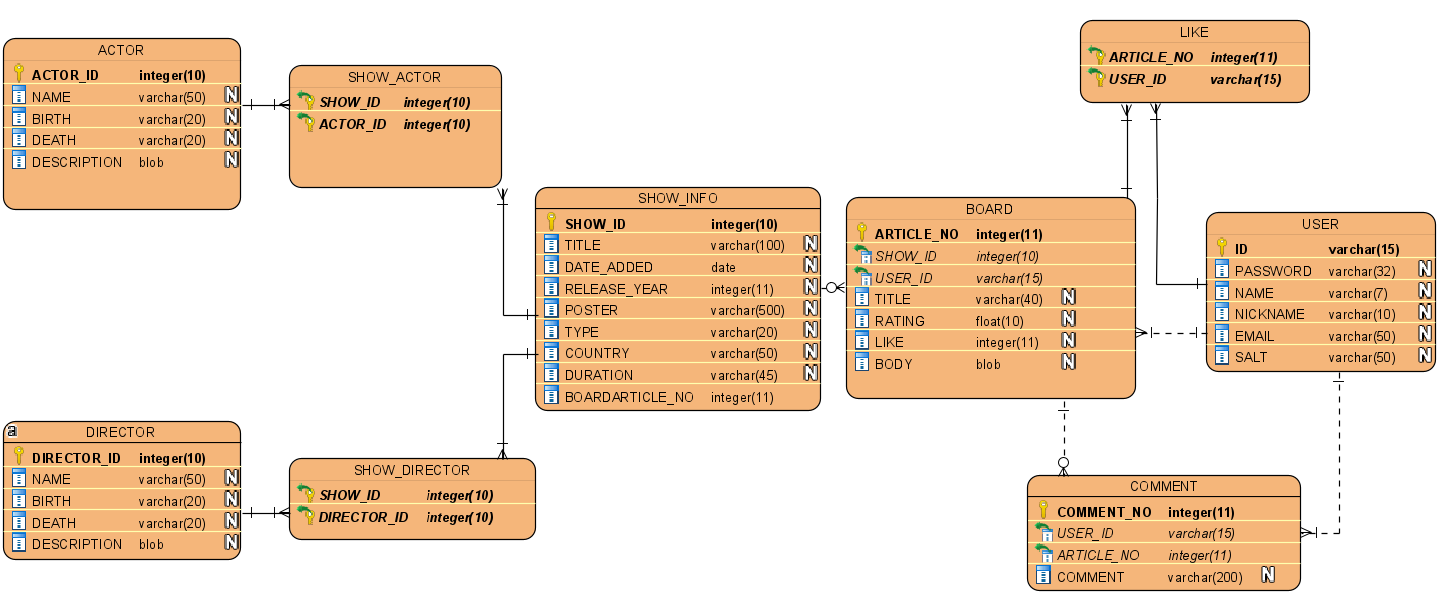 ACTOR
ACTOR_ID integer(10)
NAME varchar(50) N
BIRTH varchar(20) N
DEATH varchar(20) N
DESCRIPTION blob N
SHOW_ACTOR
SHOW_ID integer(10)
ACTOR_ID integer(10)
LIKE
ARTICLE_NO integer(11)
USER_ID varchar(15)
SHOW_INFO
SHOW_ID integer(10)
TITLE varchar(100) N
DATE_ADDED date N
RELEASE_YEAR integer(11) N
POSTER varchar(500) N
TYPE varchar(20) N
COUNTRY varchar(50) N
DURATION varchar(45) N
BOARDARTICLE_NO integer(11)
BOARD
ARTICLE_NO integer(11)
SHOW_ID integer(10)
USER_ID varchar(15)
TITLE varchar(40) N
RATING float(10) N
LIKE integer(11) N
BODY blob N
USER
ID varchar(15)
PASSWORD varchar(32) N
NAME varchar(7) N
NICKNAME varchar(10) N
EMAIL varchar(50) N
SALT varchar(50) N
a DIRECTOR
DIRECTOR_ID integer(10)
NAME varchar(50) N
BIRTH varchar(20) N
DEATH varchar(20) N
DESCRIPTION blob N
SHOW_DIRECTOR
SHOW_ID integer(10)
DIRECTOR_ID integer(10)
COMMENT
COMMENT_NO integer(11)
USER_ID varchar(15)
ARTICLE_NO integer(11)
COMMENT varchar(200) N